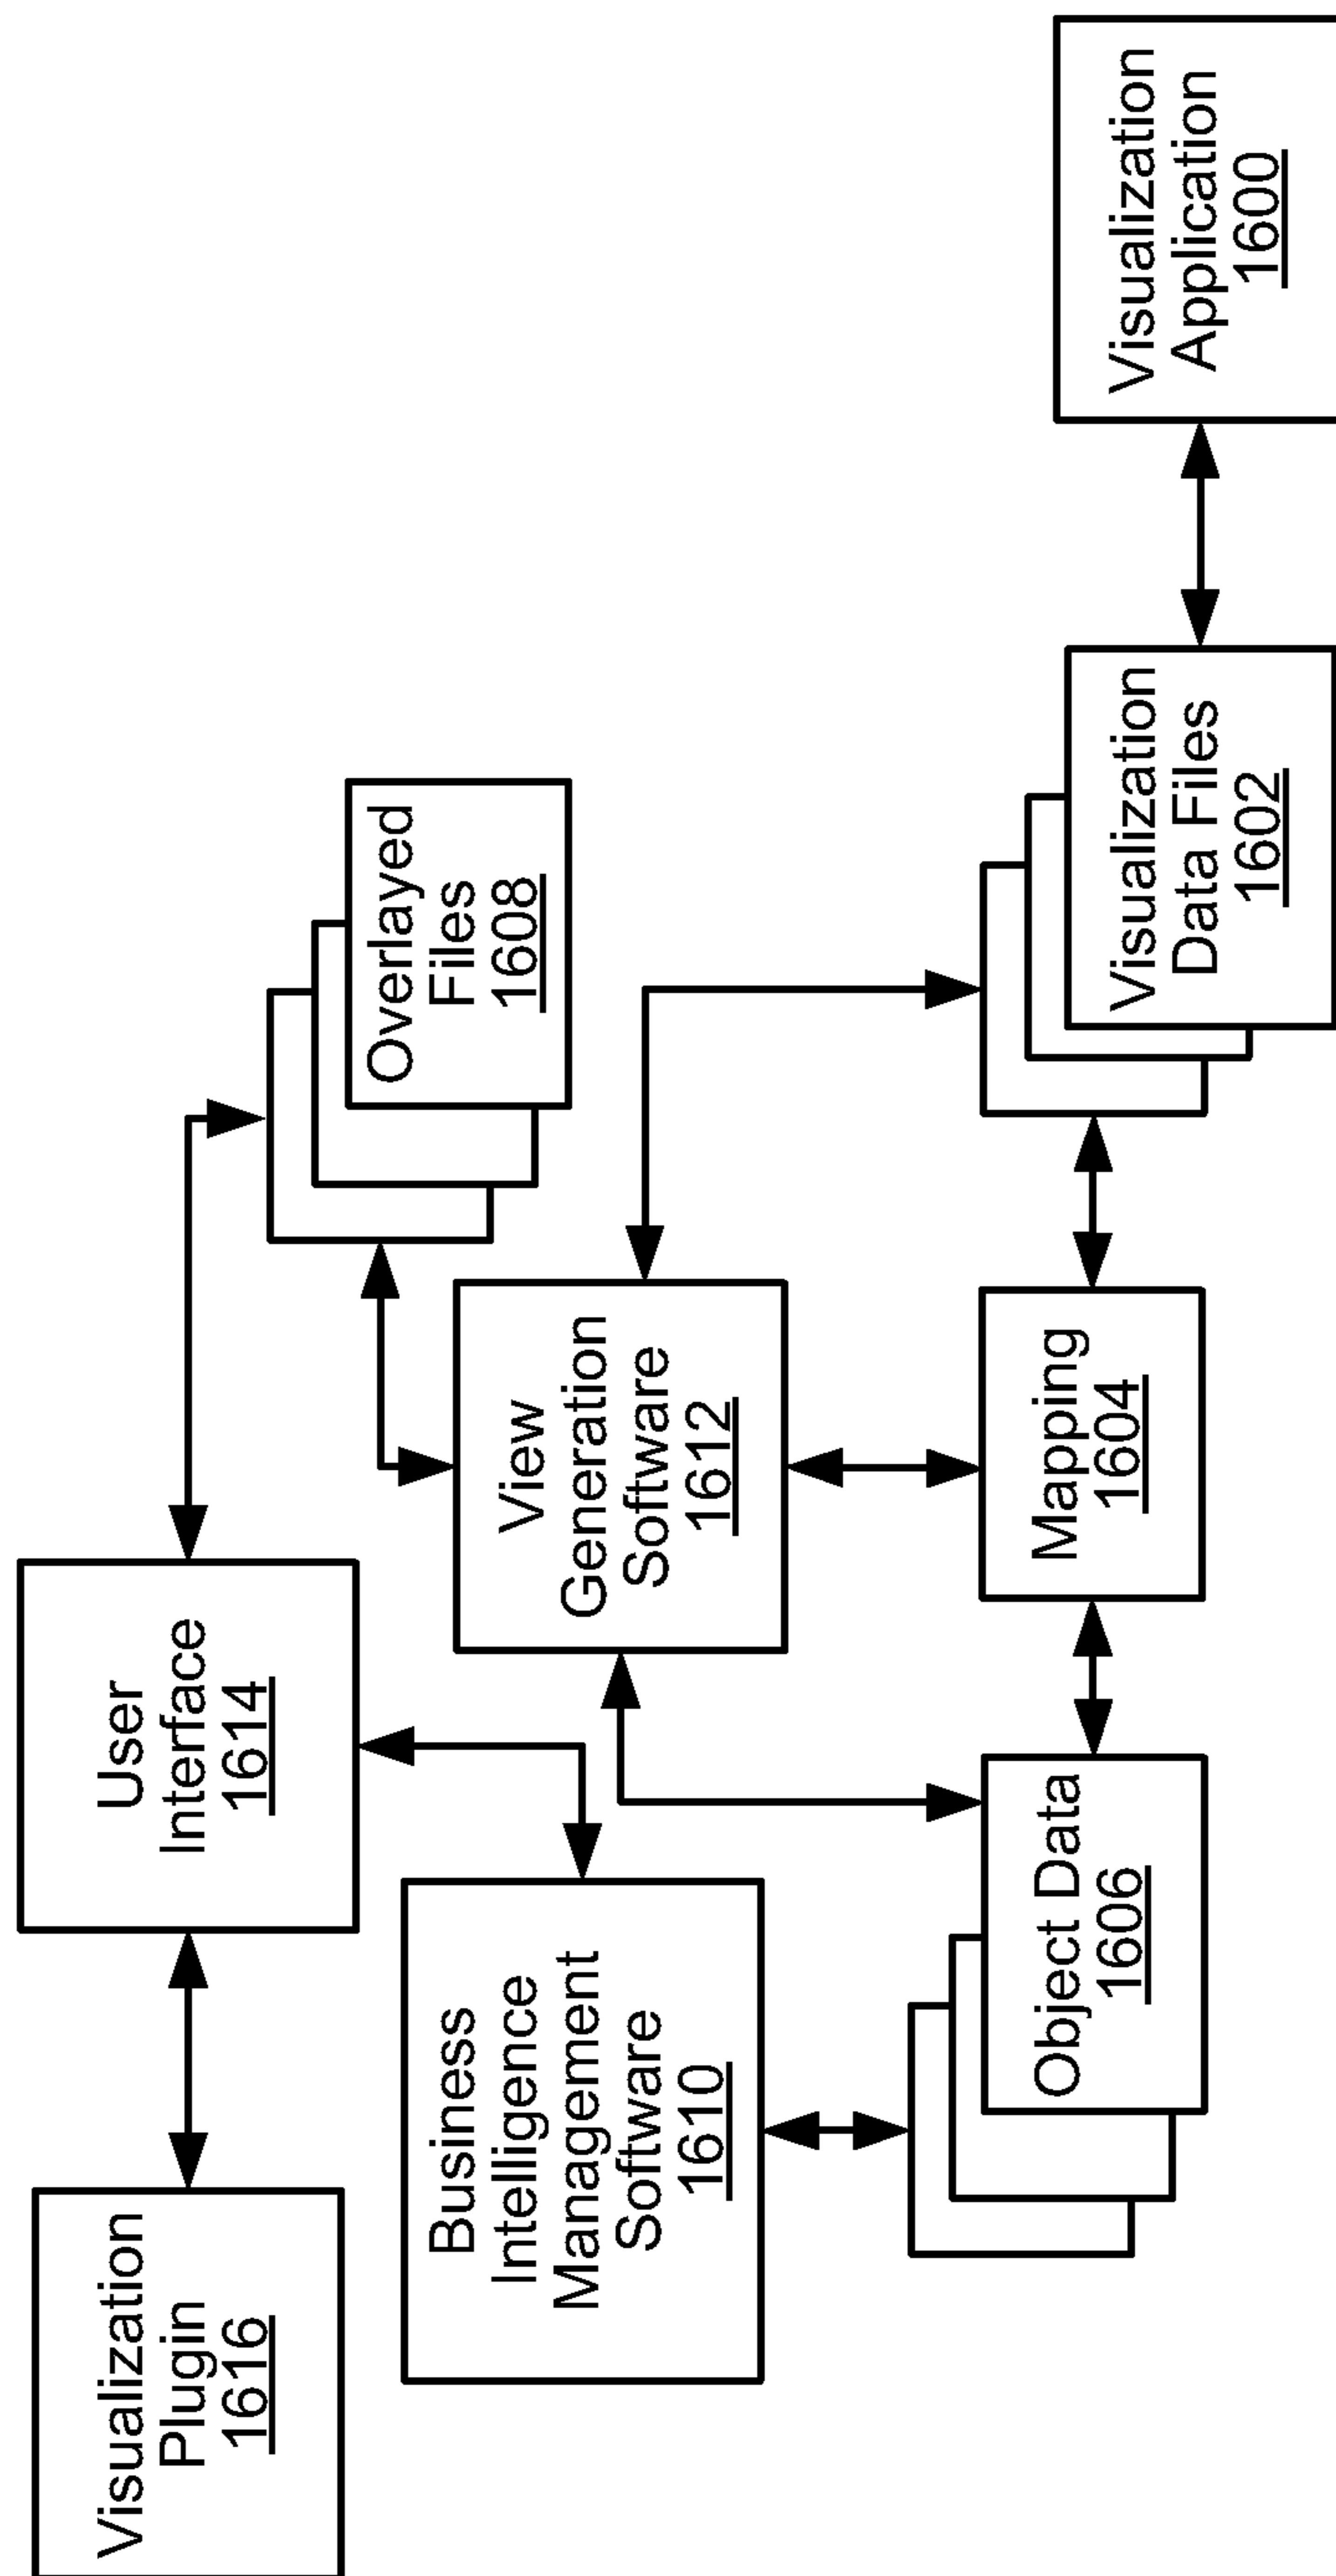 Visualization
Plugin
1616
User
Interface
1614
Overlayed
Files
1608
Business
Intelligence
Management
Software
1610
View
Generation
Software
1612
Object Data
1606
Mapping
1604
Visualization
Data Files
1602
Visualization
Application
1600